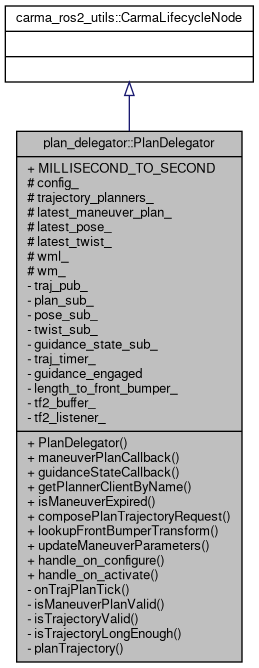 carma_ros2_utils::CarmaLifecycleNode
plan_delegator::PlanDelegator
+ MILLISECOND_TO_SECOND
# config_
# trajectory_planners_
# latest_maneuver_plan_
# latest_pose_
# latest_twist_
# wml_
# wm_
- traj_pub_
- plan_sub_
- pose_sub_
- twist_sub_
- guidance_state_sub_
- traj_timer_
- guidance_engaged
- length_to_front_bumper_
- tf2_buffer_
- tf2_listener_
+ PlanDelegator()
+ maneuverPlanCallback()
+ guidanceStateCallback()
+ getPlannerClientByName()
+ isManeuverExpired()
+ composePlanTrajectoryRequest()
+ lookupFrontBumperTransform()
+ updateManeuverParameters()
+ handle_on_configure()
+ handle_on_activate()
- onTrajPlanTick()
- isManeuverPlanValid()
- isTrajectoryValid()
- isTrajectoryLongEnough()
- planTrajectory()